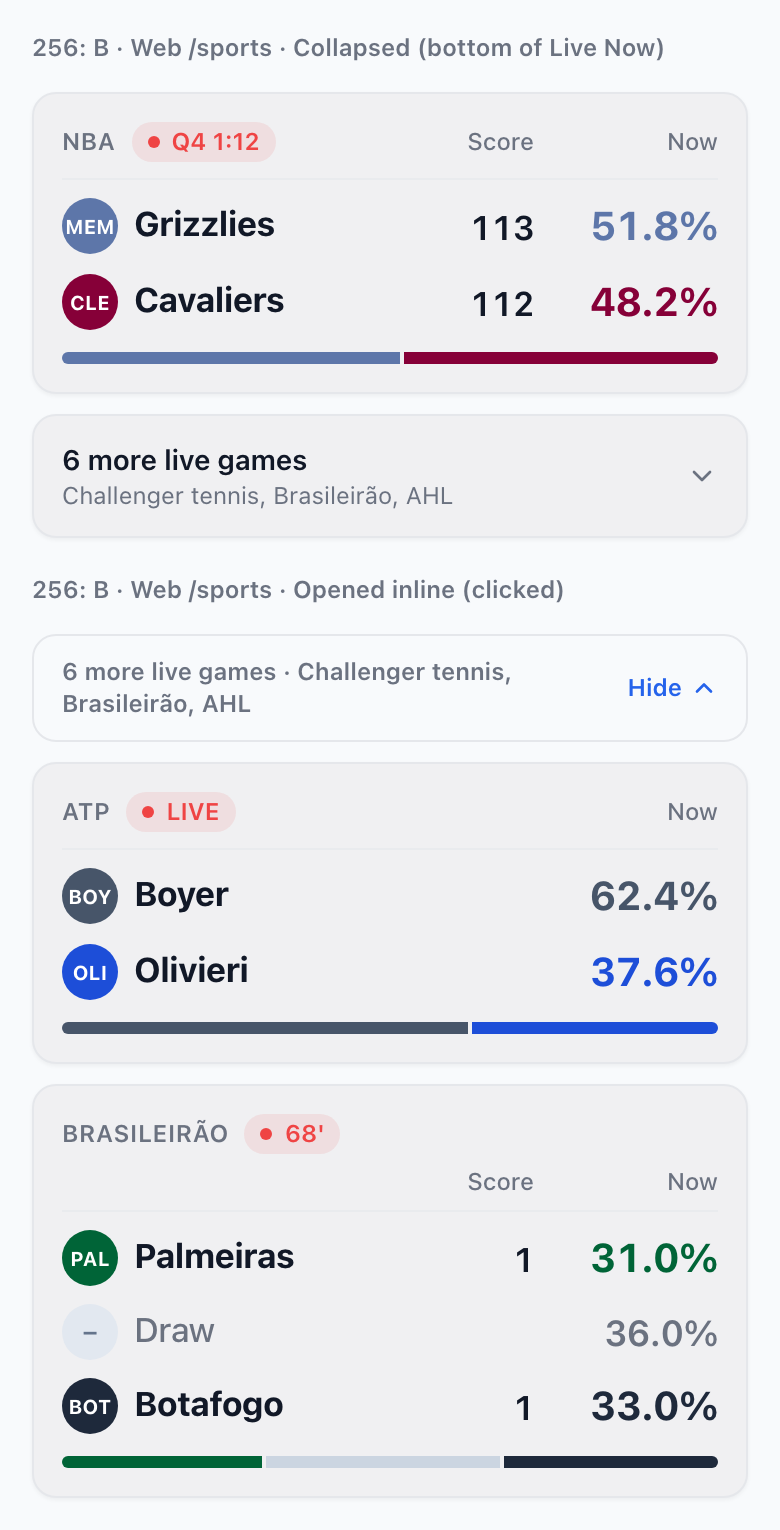 256: B · Web /sports · Collapsed (bottom of Live Now)
NBA Q4 1:12 Score Now
MEM Grizzlies 113 51.8%
CLE Cavaliers 112 48.2%
6 more live games
Challenger tennis, Brasileirão, AHL
256: B · Web /sports · Opened inline (clicked)
6 more live games · Challenger tennis,
Brasileirão, AHL
Hide
ATP LIVE Now
BOY Boyer 62.4%
OLI Olivieri 37.6%
BRASILEIRÃO 68'
Score Now
PAL Palmeiras 1 31.0%
– Draw 36.0%
BOT Botafogo 1 33.0%